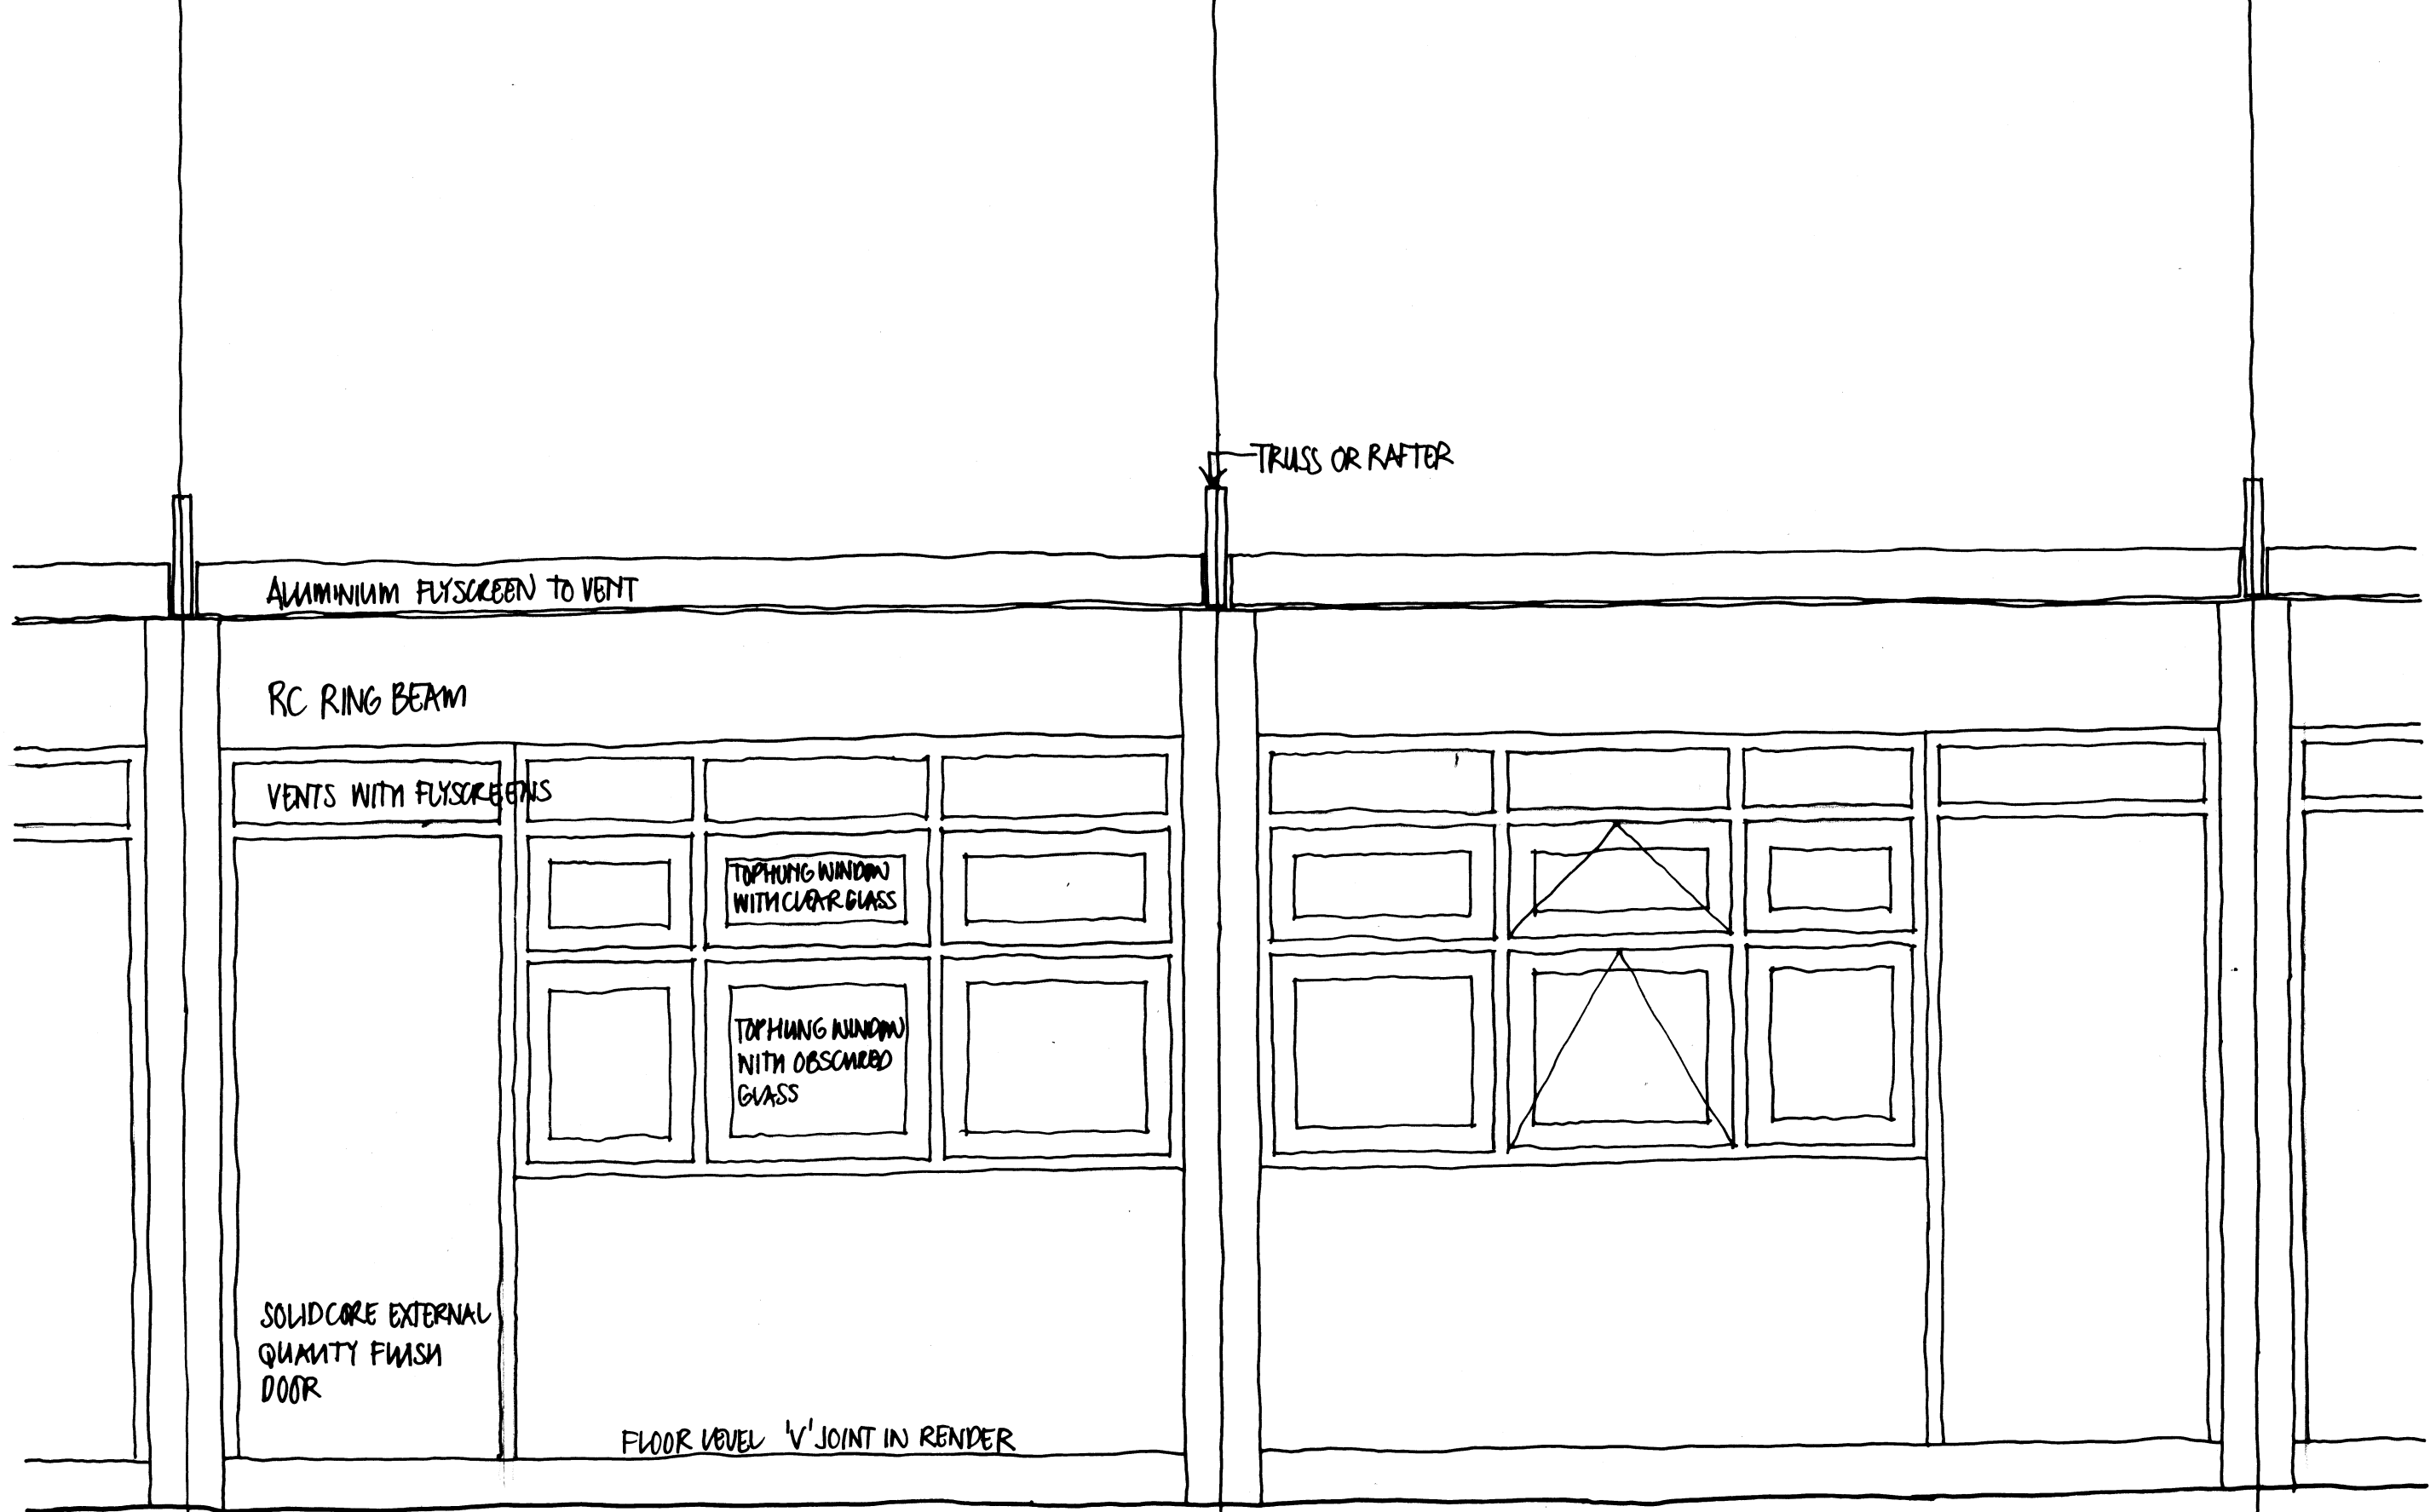 TRUSS OR RAFTER
ALUMINIUM FLYSCREEN TO VENT
RC RING BEAM
VENTS WITH FLYSCREENS
TOPHUNG WINDOW
WITH CLEAR GLASS
TOPHUNG WINDOW
WITH OBSCURED
GLASS
SOLIDCORE EXTERNAL
QUALITY FINISH
DOOR
FLOOR LEVEL 'V' JOINT IN RENDER